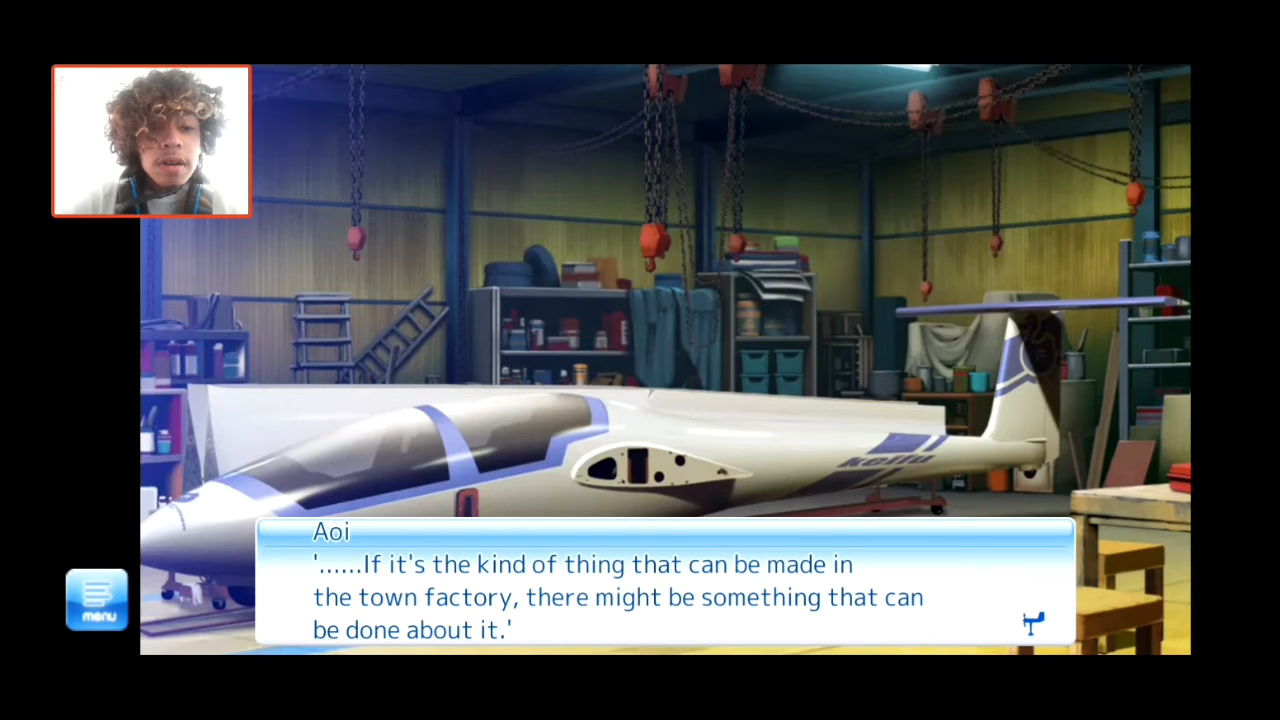 kella
Aoi
'......If it's the kind of thing that can be made in
the town factory, there might be something that can
be done about it.'
menu